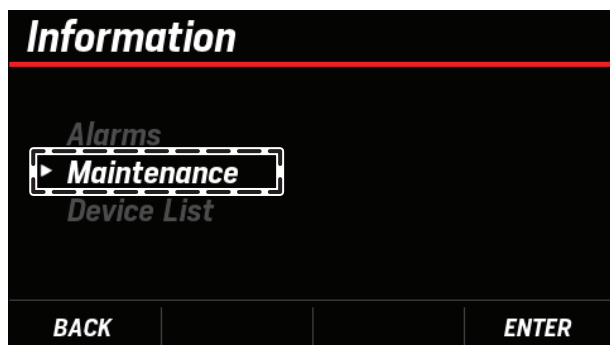 Information
Alarms
Maintenance
Device List
BACK
ENTER